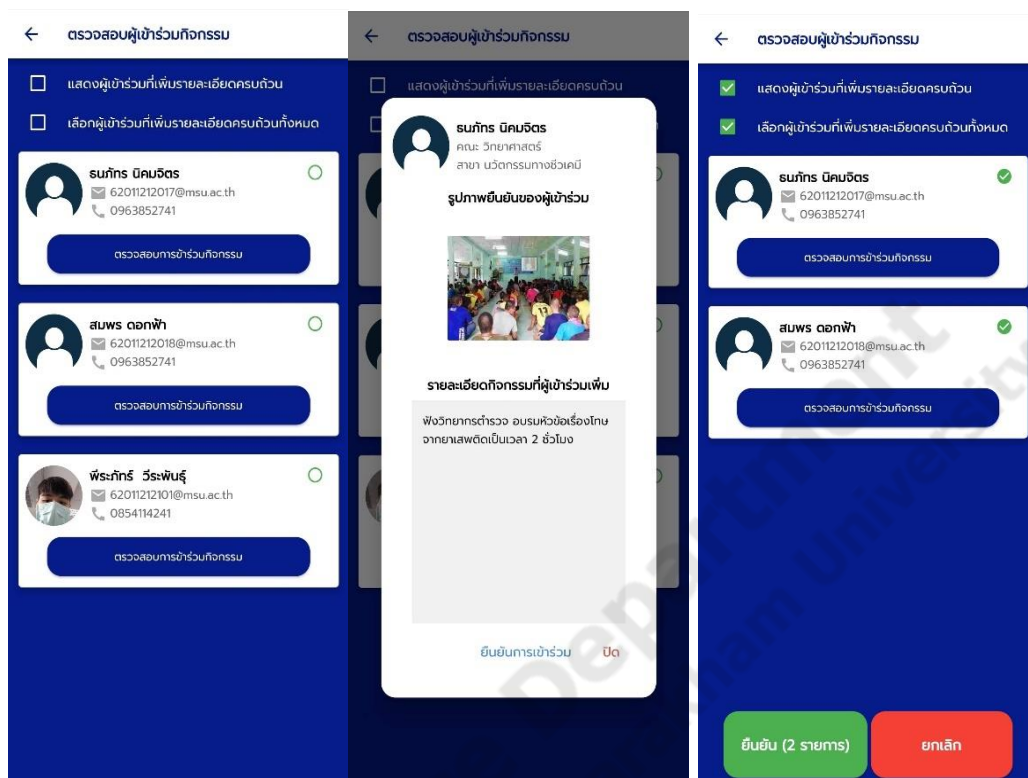 ตรวจสอบผู้เข้าร่วมกิจกรรม
แสดงผู้เข้าร่วมที่เพิ่มรายละเอียดครบถ้วน
เลือกผู้เข้าร่วมที่เพิ่มรายละเอียดครบถ้วนทั้งหมด
ธนภัทร นิคมจิตร
62011212017@msu.ac.th
0963852741
ตรวจสอบการข้าร่วมกิจกรรม
สมพร ดอกฟ้า
62011212018@msu.ac.th
0963852741
ตรวจสอบการข้าร่วมกิจกรรม
พีระภัทร์ วีระพันธุ์
62011212101@msu.ac.th
0854114241
ตรวจสอบการข้าร่วมกิจกรรม
ตรวจสอบผู้เข้าร่วมกิจกรรม
แสดงผู้เข้าร่วมที่เพิ่มรายละเอียดครบถ้วน
ธนภัทร นิคมจิตร
คณะ วิทยาศาสตร์
สาขา นวัตกรรมทางชีวเคมี
รูปภาพยืนยันของผู้เข้าร่วม
รายละเอียดกิจกรรมที่ผู้เข้าร่วมเพิ่ม
ฟังวิทยากรตำรวจ อบรมหัวข้อเรื่องโทษ
จากยาเสพติดเป็นเวลา 2 ชั่วโมง
ยืนยันการเข้าร่วม
ปิด
ตรวจสอบผู้เข้าร่วมกิจกรรม
แสดงผู้เข้าร่วมที่เพิ่มรายละเอียดครบถ้วน
เลือกผู้เข้าร่วมที่เพิ่มรายละเอียดครบถ้วนทั้งหมด
ธนภัทร นิคมจิตร
62011212017@msu.ac.th
0963852741
ตรวจสอบการข้าร่วมกิจกรรม
สมพร ดอกฟ้า
62011212018@msu.ac.th
0963852741
ตรวจสอบการข้าร่วมกิจกรรม
ยืนยัน (2 รายการ)
ยกเลิก
Department
University